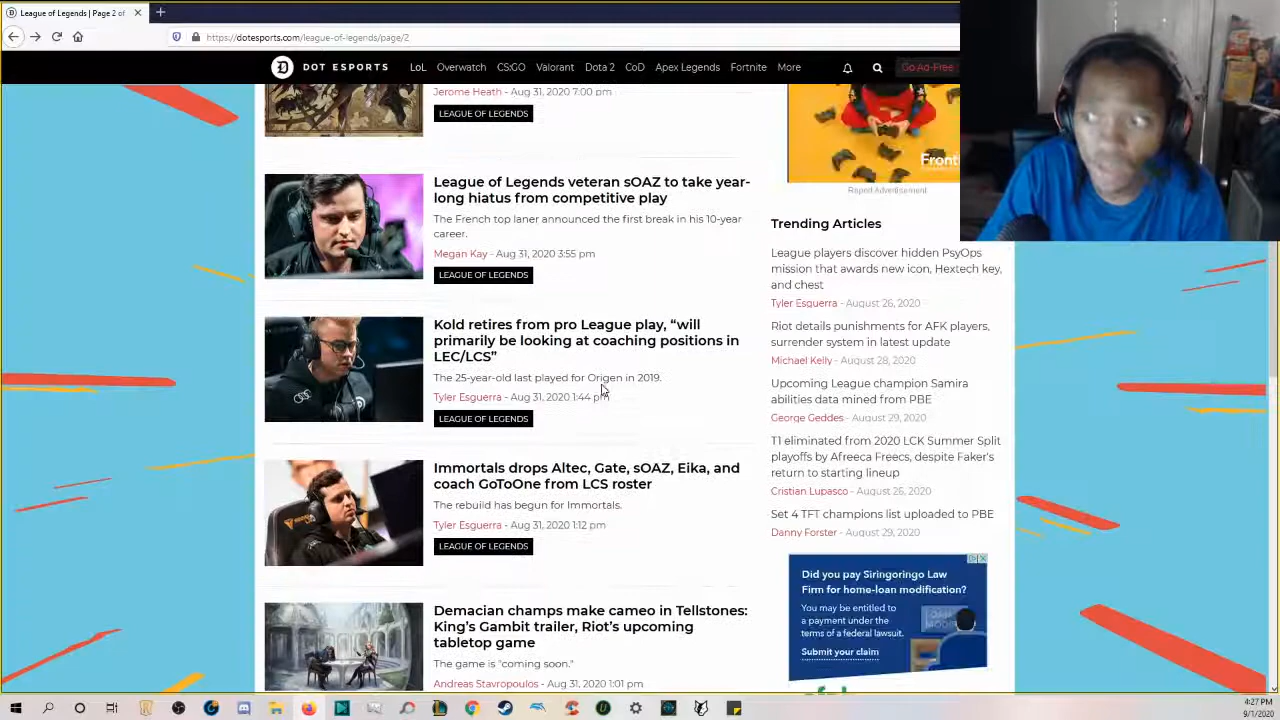 League of Legends | Page 2 of
https://dotesports.com/league-of-legends/page/2
DOT ESPORTS
LoL Overwatch CS:GO Valorant Dota 2 CoD Apex Legends Fortnite More
Go Ad-Free
Jerome Heath - Aug 31, 2020 7:00 pm
LEAGUE OF LEGENDS
League of Legends veteran sOAZ to take year-
long hiatus from competitive play
The French top laner announced the first break in his 10-year
career.
Megan Kay - Aug 31, 2020 3:55 pm
LEAGUE OF LEGENDS
Kold retires from pro League play, “will
primarily be looking at coaching positions in
LEC/LCS”
The 25-year-old last played for Origen in 2019.
Tyler Esguerra - Aug 31, 2020 1:44 pm
LEAGUE OF LEGENDS
Immortals drops Altec, Gate, sOAZ, Eika, and
coach GoToOne from LCS roster
The rebuild has begun for Immortals.
Tyler Esguerra - Aug 31, 2020 1:12 pm
LEAGUE OF LEGENDS
Demacian champs make cameo in Tellstones:
King’s Gambit trailer, Riot’s upcoming
tabletop game
The game is "coming soon."
Andreas Stavropoulos - Aug 31, 2020 1:01 pm
Front
Report Advertisement
Trending Articles
League players discover hidden PsyOps
mission that awards new icon, Hextech key,
and chest
Tyler Esguerra - August 26, 2020
Riot details punishments for AFK players,
surrender system in latest update
Michael Kelly - August 28, 2020
Upcoming League champion Samira
abilities data mined from PBE
George Geddes - August 29, 2020
T1 eliminated from 2020 LCK Summer Split
playoffs by Afreeca Freecs, despite Faker's
return to starting lineup
Cristian Lupasco - August 26, 2020
Set 4 TFT champions list uploaded to PBE
Danny Forster - August 29, 2020
Did you pay Siringoringo Law
Firm for home-loan modification?
You may be entitled to
a payment under the
terms of a federal lawsuit.
Submit your claim
4:27 PM
9/1/2020